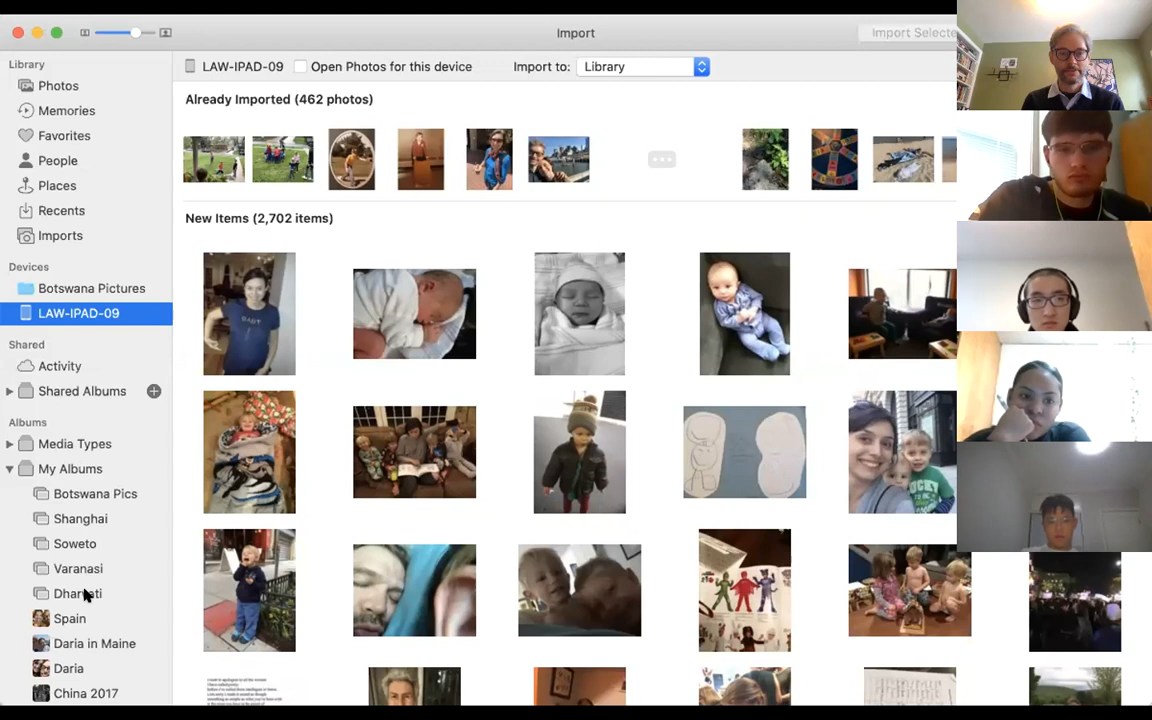 Import
Import Selecte
Library
Photos
Memories
Favorites
People
Places
Recents
Imports
Devices
Botswana Pictures
LAW-IPAD-09
Shared
Activity
Shared Albums
Albums
Media Types
My Albums
Botswana Pics
Shanghai
Soweto
Varanasi
Spain
Daria in Maine
Daria
China 2017
LAW-IPAD-09 Open Photos for this device Import to: Library
Already Imported (462 photos)
New Items (2,702 items)